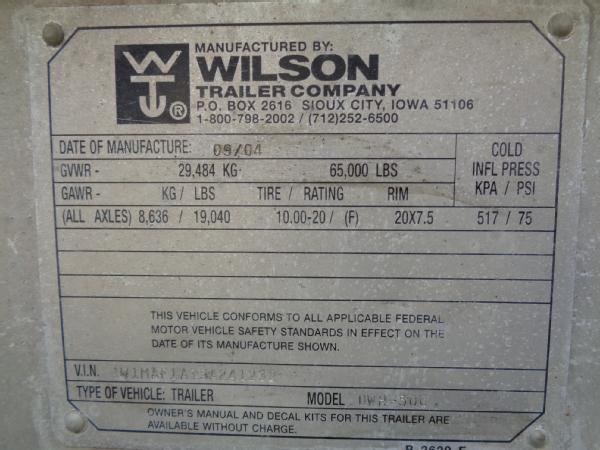 MANUFACTURED BY:
WILSON
TRAILER COMPANY
P.O. BOX 2616 SIOUX CITY, IOWA 51106
1-800-798-2002 / (712)252-6500
DATE OF MANUFACTURE: 09/04
GVWR - 29,484 KG 65,000 LBS
COLD
INFL PRESS
KPA / PSI
GAWR - KG / LBS TIRE / RATING RIM
(ALL AXLES) 8,636 / 19,040 10.00-20 / (F) 20X7.5 517 / 75
THIS VEHICLE CONFORMS TO ALL APPLICABLE FEDERAL
MOTOR VEHICLE SAFETY STANDARDS IN EFFECT ON THE
DATE OF ITS MANUFACTURE SHOWN.
V.I.N.
TYPE OF VEHICLE: TRAILER MODEL
OWNER'S MANUAL AND DECAL KITS FOR THIS TRAILER ARE
AVAILABLE WITHOUT CHARGE.